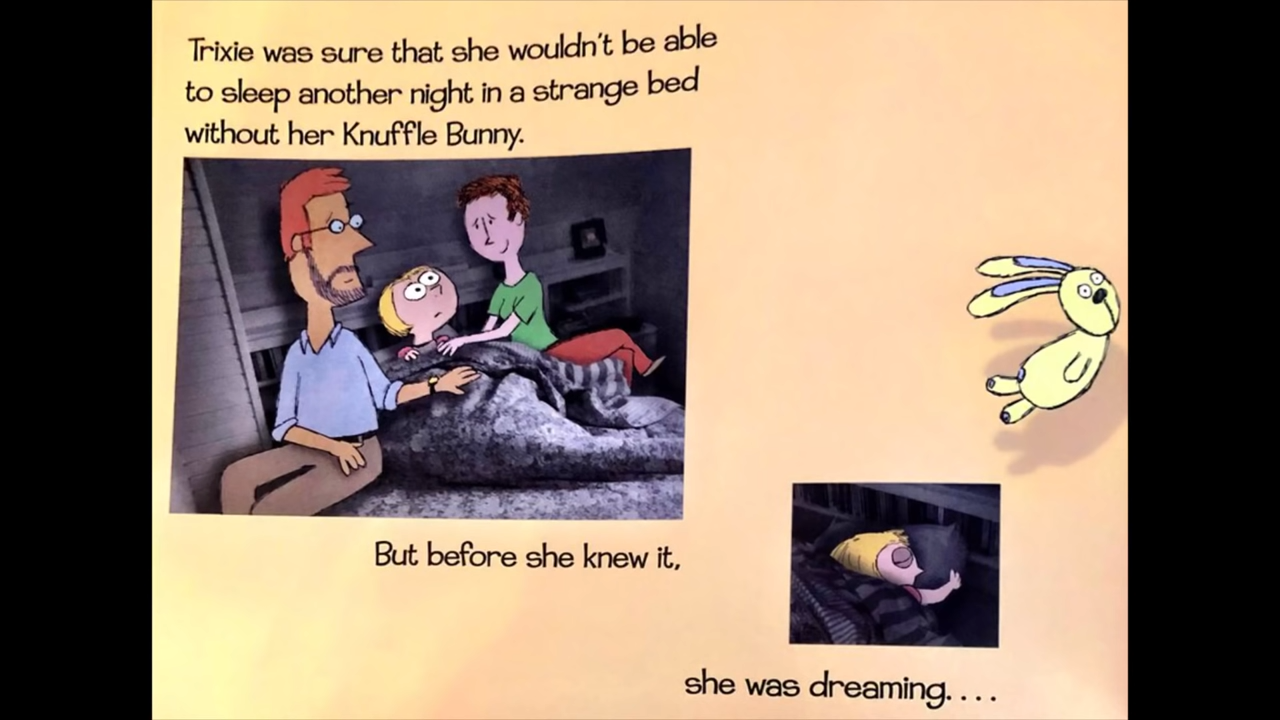 Trixie was sure that she wouldn't be able
to sleep another night in a strange bed
without her Knuffle Bunny.
But before she knew it,
she was dreaming....